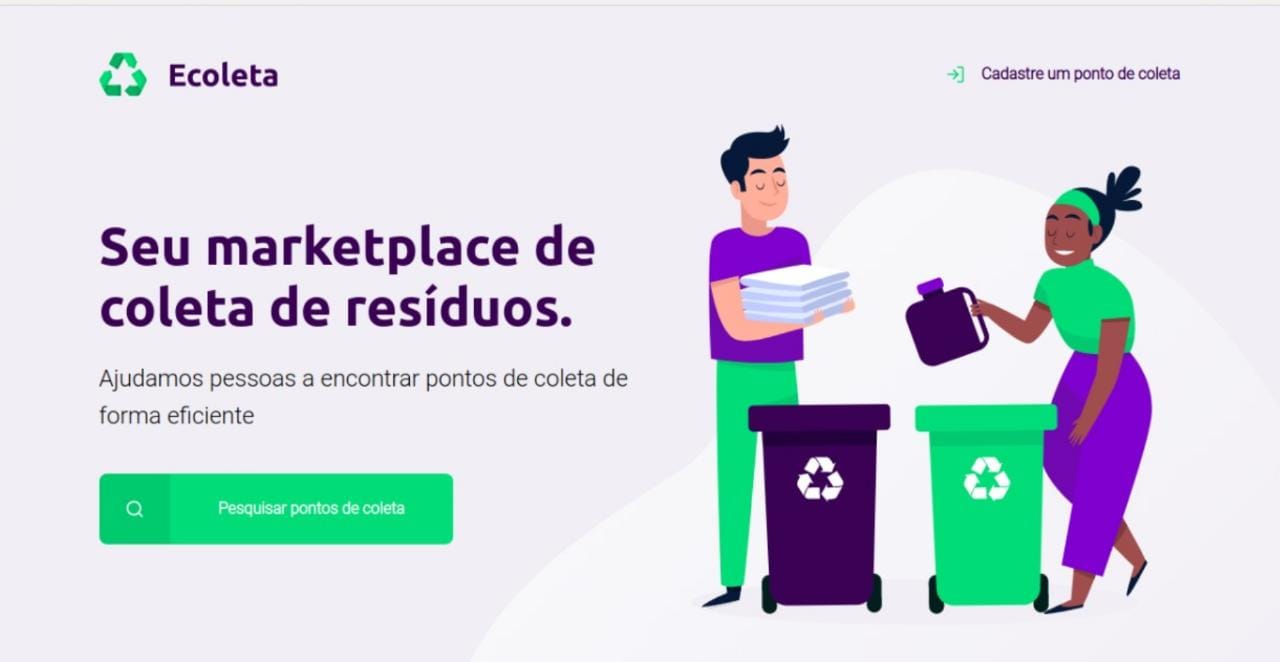 Ecoleta
Cadastre um ponto de coleta
Seu marketplace de
coleta de resíduos.
Ajudamos pessoas a encontrar pontos de coleta de
forma eficiente
Pesquisar pontos de coleta